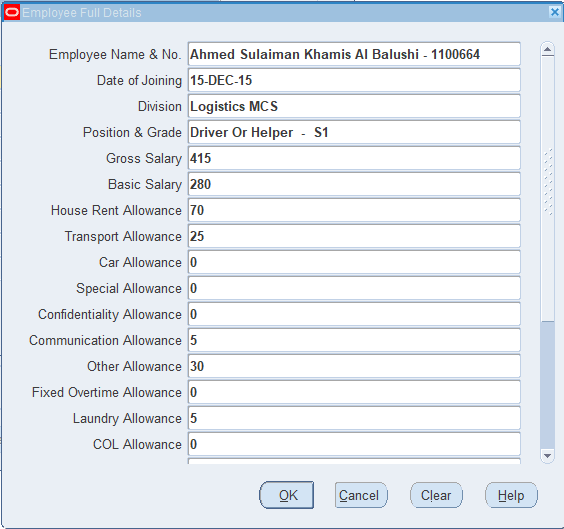 Employee Full Details
Employee Name & No. Ahmed Sulaiman Khamis Al Balushi - 1100664
Date of Joining 15-DEC-15
Division Logistics MCS
Position & Grade Driver Or Helper - S1
Gross Salary 415
Basic Salary 280
House Rent Allowance 70
Transport Allowance 25
Car Allowance 0
Special Allowance 0
Confidentiality Allowance 0
Communication Allowance 5
Other Allowance 30
Fixed Overtime Allowance 0
Laundry Allowance 5
COL Allowance 0
OK Cancel Clear Help